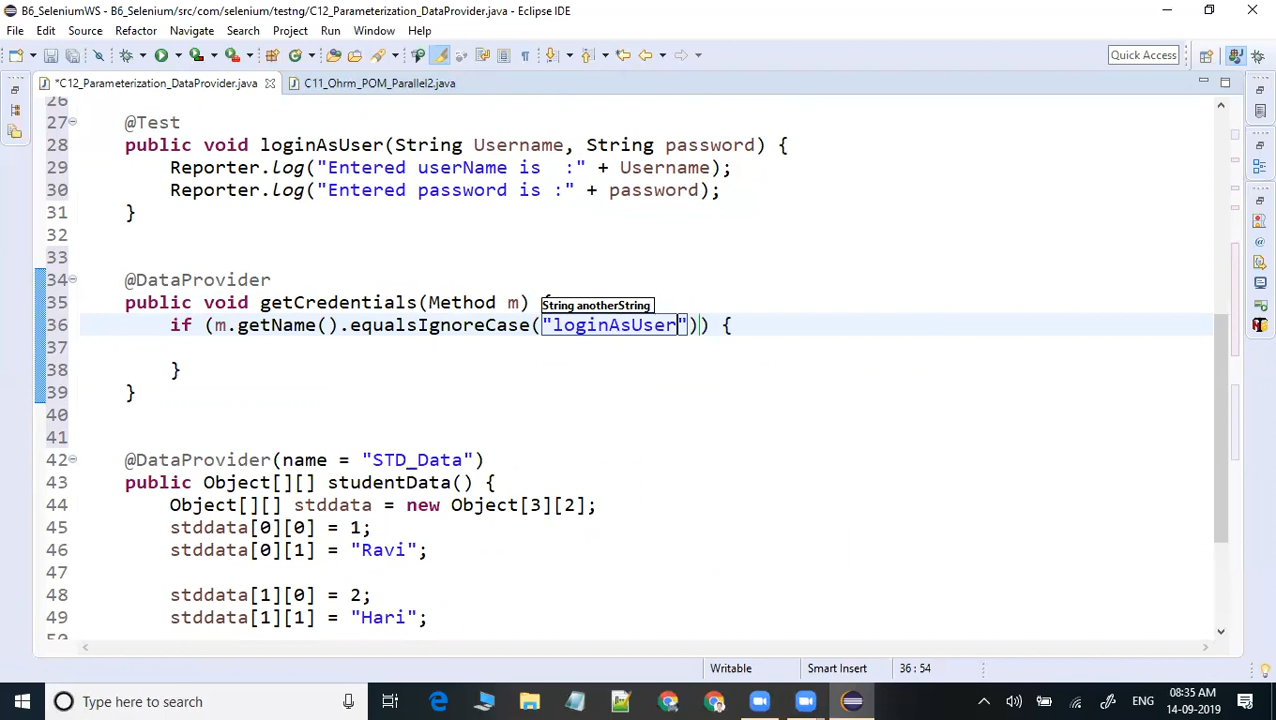 B6_SeleniumWS - B6_Selenium/src/com/selenium/testng/C12_Parameterization_DataProvider.java - Eclipse IDE
File Edit Source Refactor Navigate Search Project Run Window Help
Quick Access
*C12_Parameterization_DataProvider.java C11_Ohrm_POM_Parallel2.java
26
27 @Test
28 public void loginAsUser(String Username, String password) {
29 Reporter.log("Entered userName is  :" + Username);
30 Reporter.log("Entered password is :" + password);
31 }
32
33
34 @DataProvider
35 public void getCredentials(Method m) {
String anotherString
36 if (m.getName().equalsIgnoreCase("loginAsUser")) {
37
38 }
39 }
40
41
42 @DataProvider(name = "STD_Data")
43 public Object[][] studentData() {
44 Object[][] stddata = new Object[3][2];
45 stddata[0][0] = 1;
46 stddata[0][1] = "Ravi";
47
48 stddata[1][0] = 2;
49 stddata[1][1] = "Hari";
50
Writable Smart Insert 36 : 54
Type here to search
ENG
08:35 AM
14-09-2019